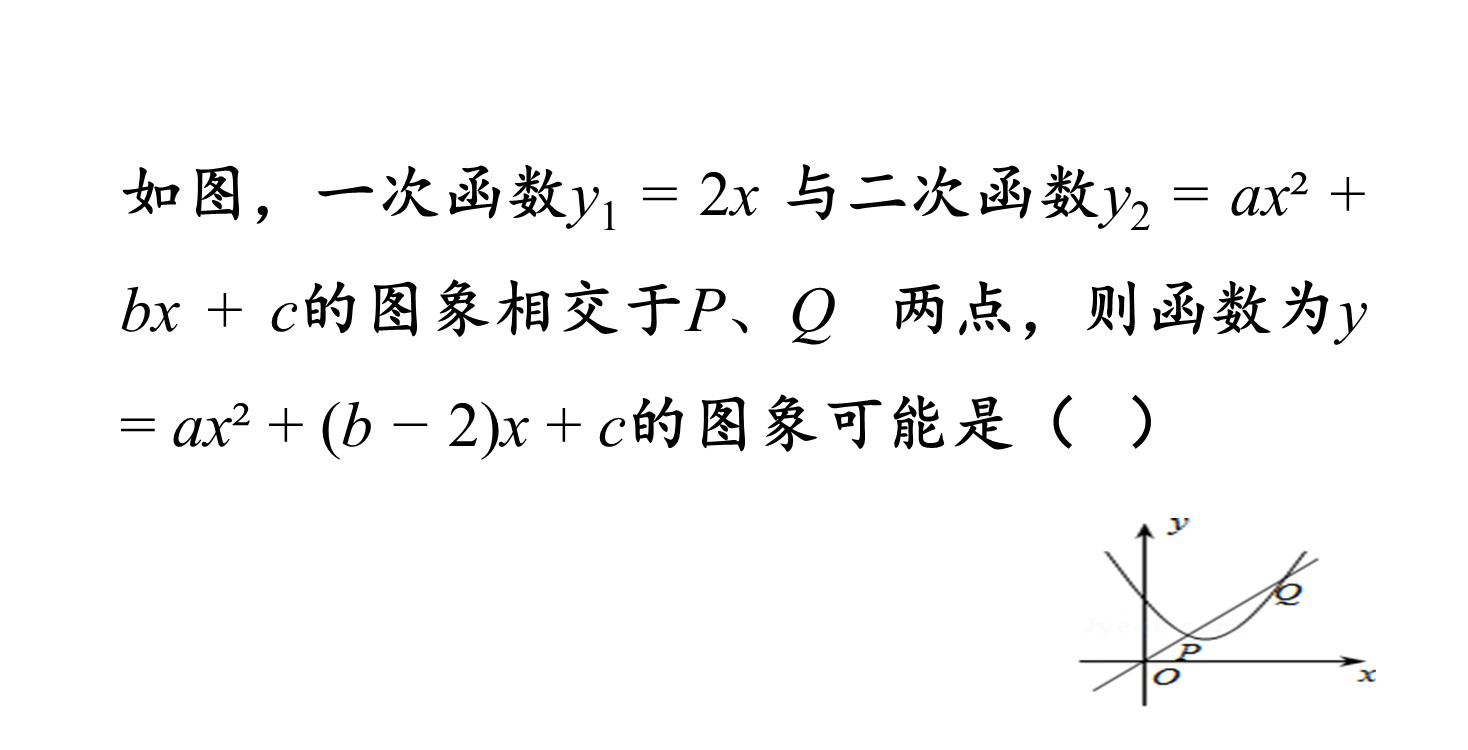 如图，一次函数y₁ = 2x 与二次函数y₂ = ax² +
bx + c的图象相交于P、Q 两点，则函数为y
= ax² + (b − 2)x + c的图象可能是（ ）
y
Q
P
O
x